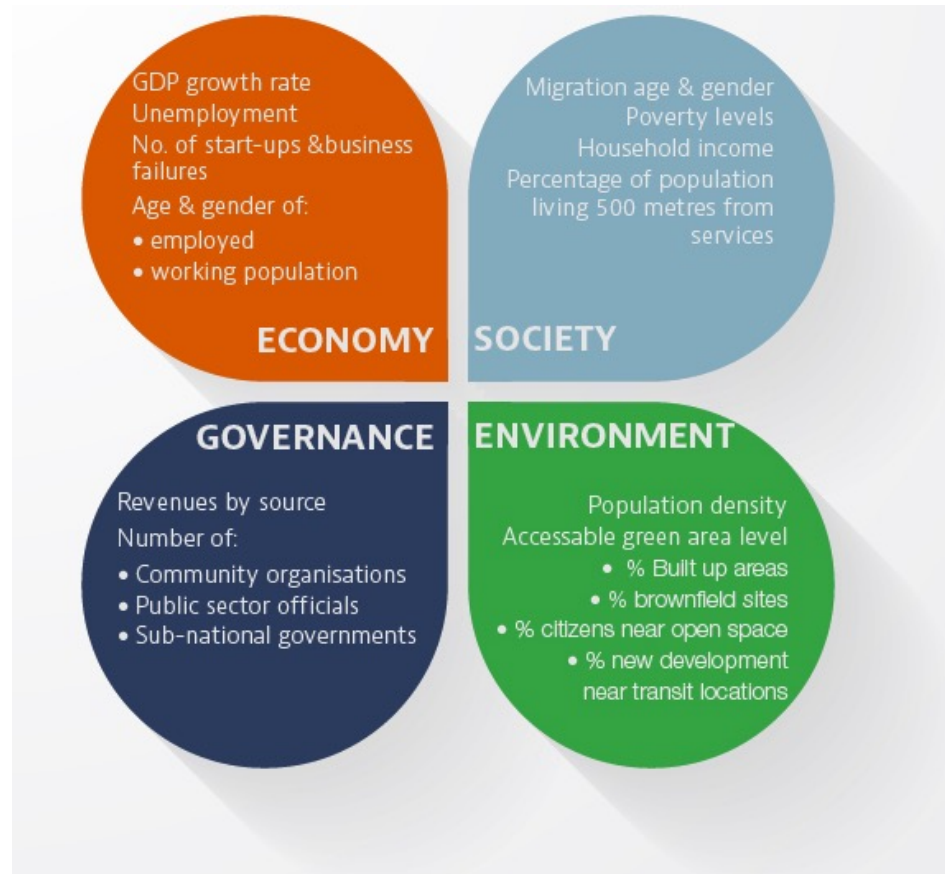 GDP growth rate
Unemployment
No. of start-ups &business
failures
Age & gender of:
• employed
• working population
ECONOMY
Migration age & gender
Poverty levels
Household income
Percentage of population
living 500 metres from
services
SOCIETY
GOVERNANCE
Revenues by source
Number of:
• Community organisations
• Public sector officials
• Sub-national governments
ENVIRONMENT
Population density
Accessable green area level
• % Built up areas
• % brownfield sites
• % citizens near open space
• % new development
near transit locations